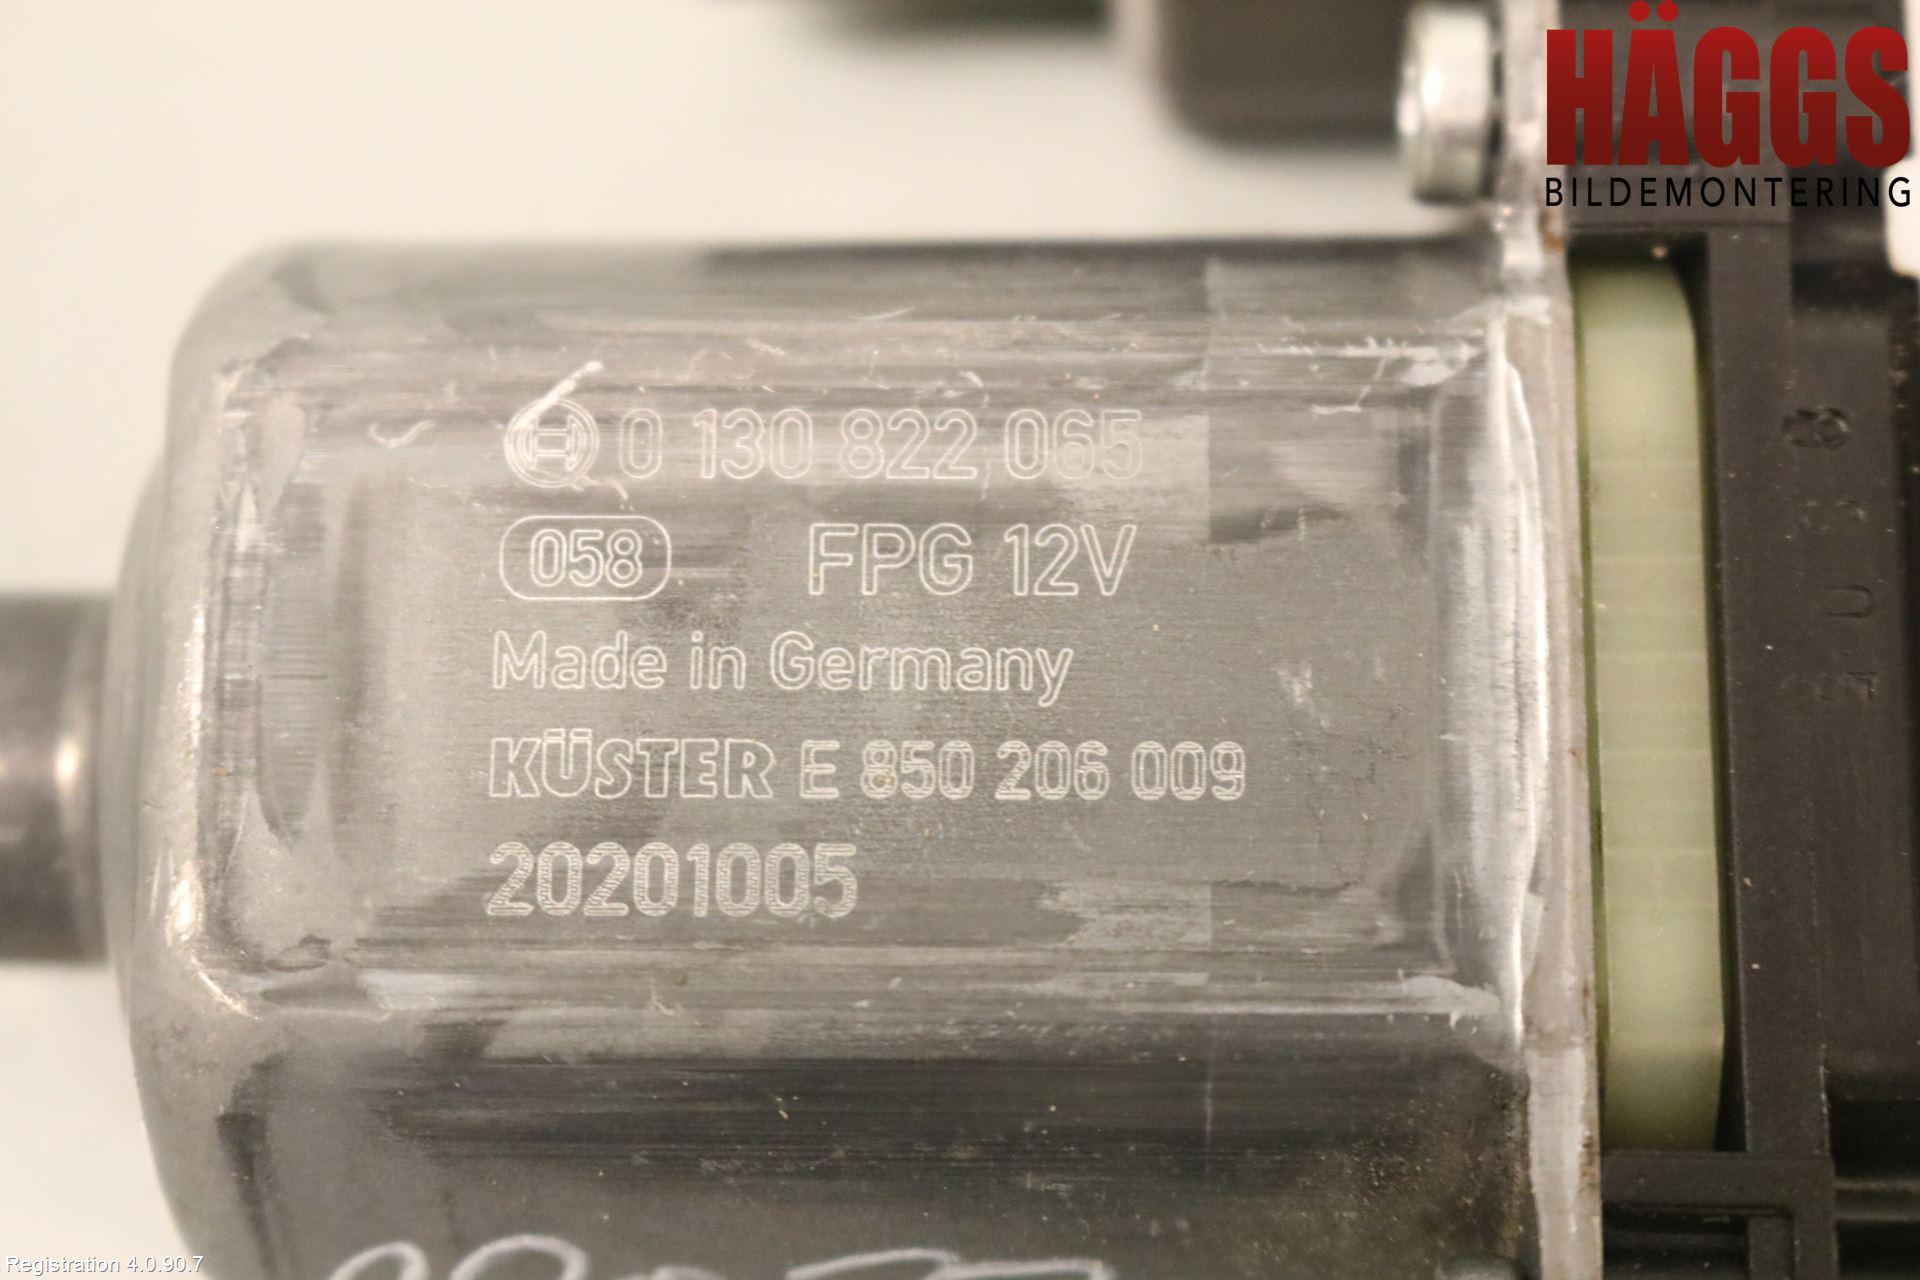 HÄGGS
BILDEMONTERING
0 130 822 065
058 FPG 12V
Made in Germany
KÜSTER E 850 206 009
20201005
Registration 4.0.90.7